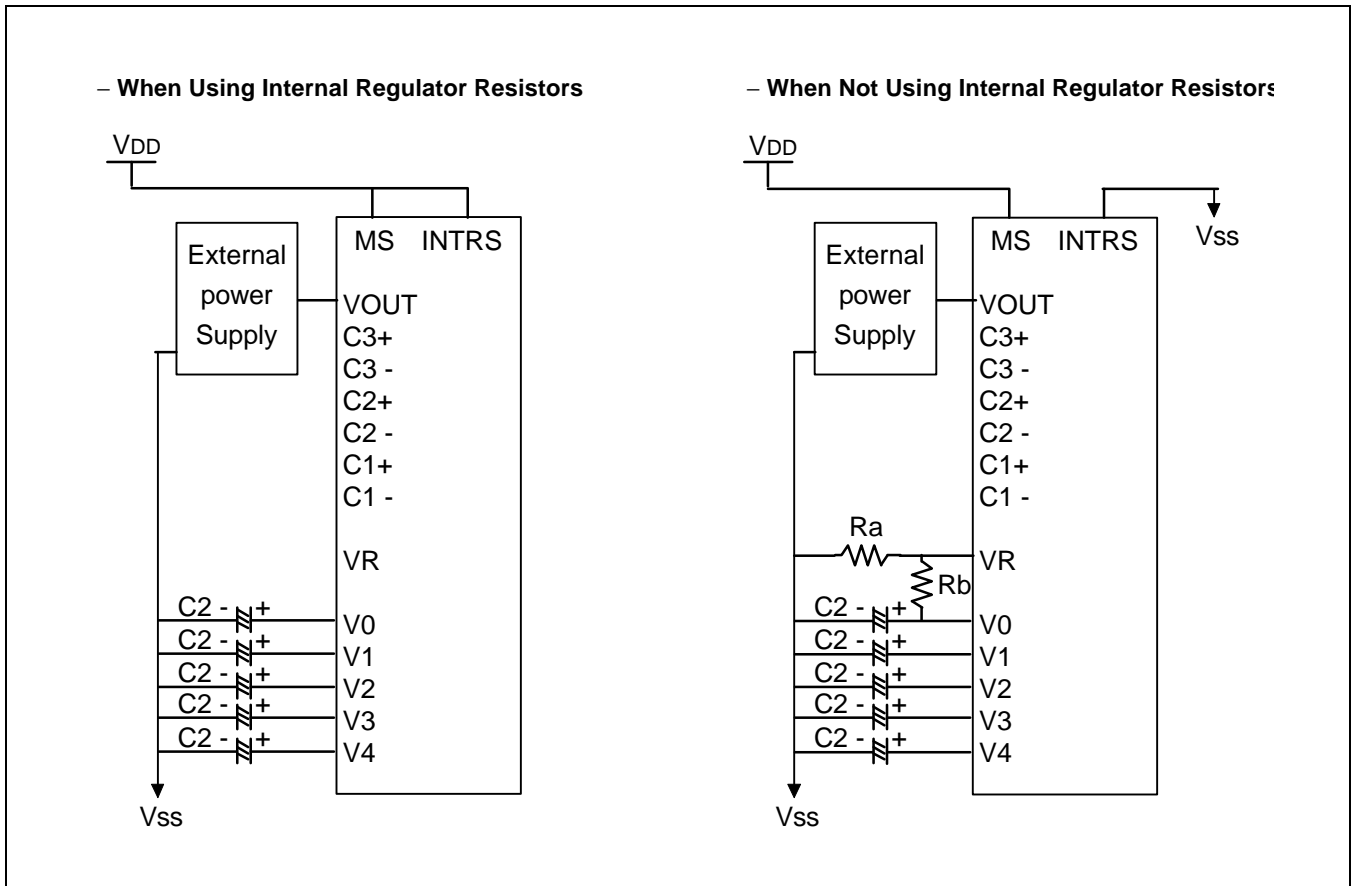 – When Using Internal Regulator Resistors
VDD
MS INTRS
External
power
Supply
VOUT
C3+
C3 -
C2+
C2 -
C1+
C1 -
VR
C2 - + V0
C2 - + V1
C2 - + V2
C2 - + V3
C2 - + V4
Vss
– When Not Using Internal Regulator Resistors
VDD
MS INTRS
Vss
External
power
Supply
VOUT
C3+
C3 -
C2+
C2 -
C1+
C1 -
Ra
VR
Rb
C2 - + V0
C2 - + V1
C2 - + V2
C2 - + V3
C2 - + V4
Vss